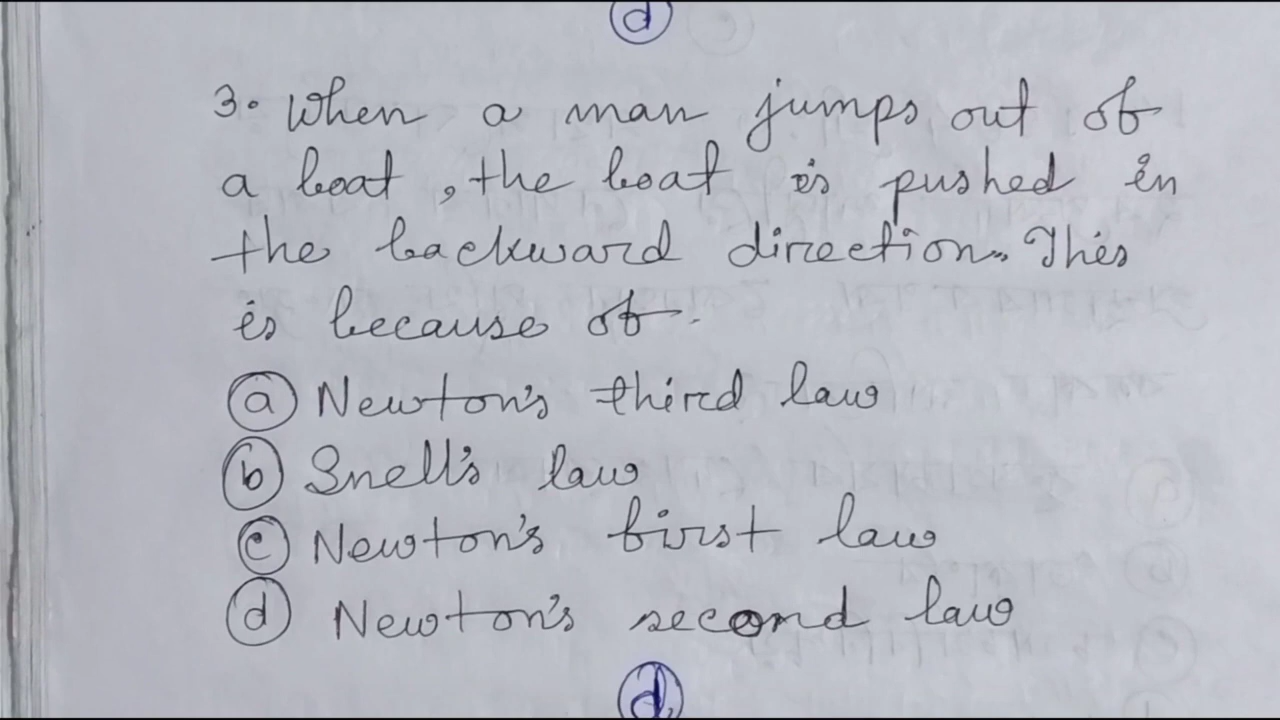 d
3. When a man jumps out of
a boat, the boat is pushed in
the backward direction. This
is because of.
a Newton's third law
b Snell's law
c Newton's first law
d Newton's second law
d